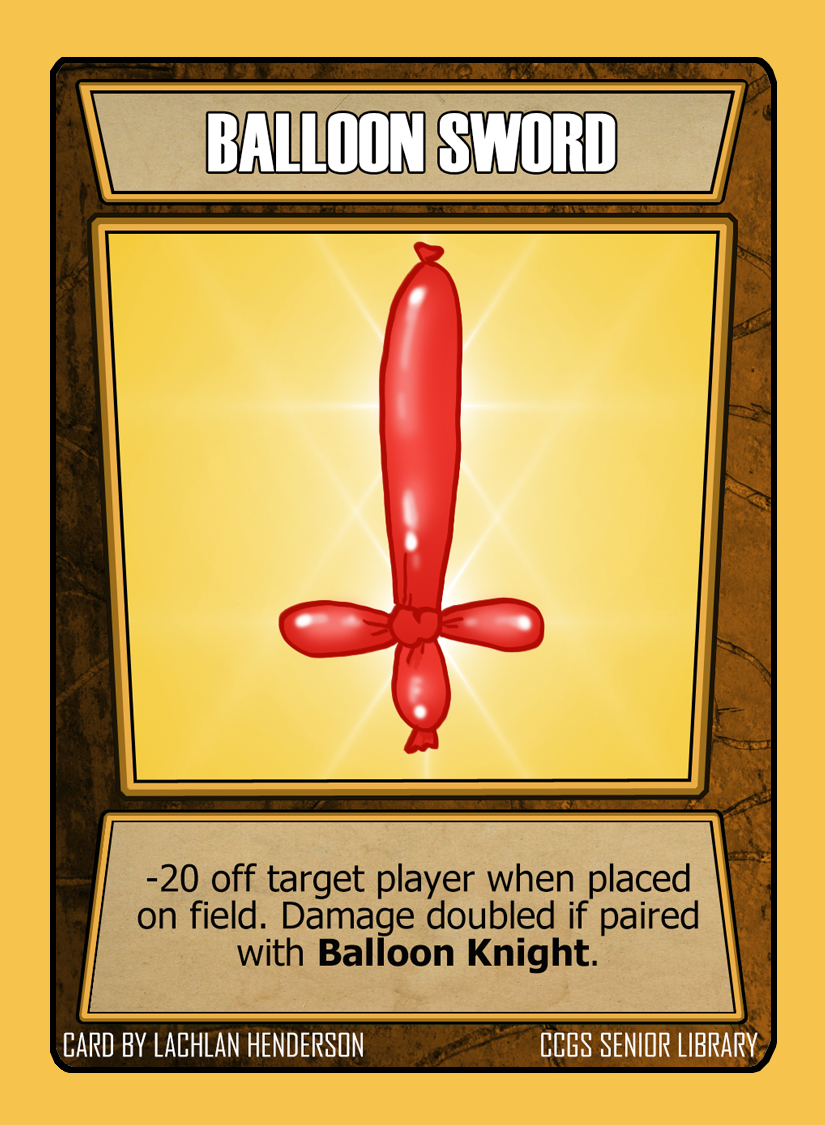 BALLOON SWORD
-20 off target player when placed
on field. Damage doubled if paired
with Balloon Knight.
CARD BY LACHLAN HENDERSON
CCGS SENIOR LIBRARY